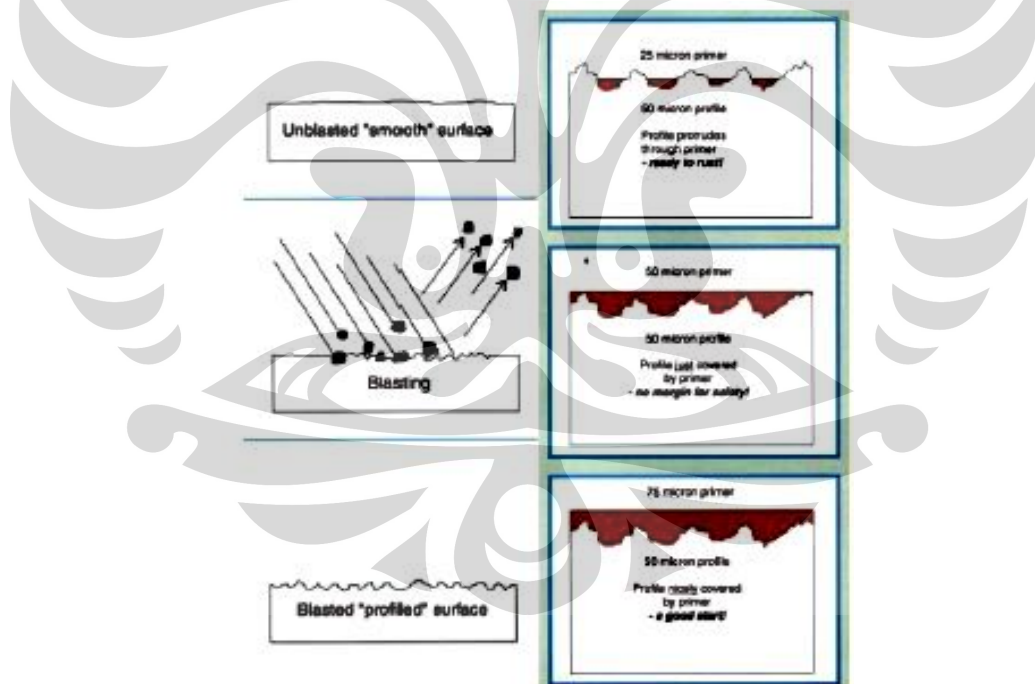 Unblasted "smooth" surface
Blasting
Blasted "profiled" surface
25 micron primer
50 micron profile
Profile protrudes
through primer
- ready to rust!
50 micron primer
50 micron profile
Profile just covered
by primer
- no margin for safety!
75 micron primer
50 micron profile
Profile nicely covered
by primer
- a good start!